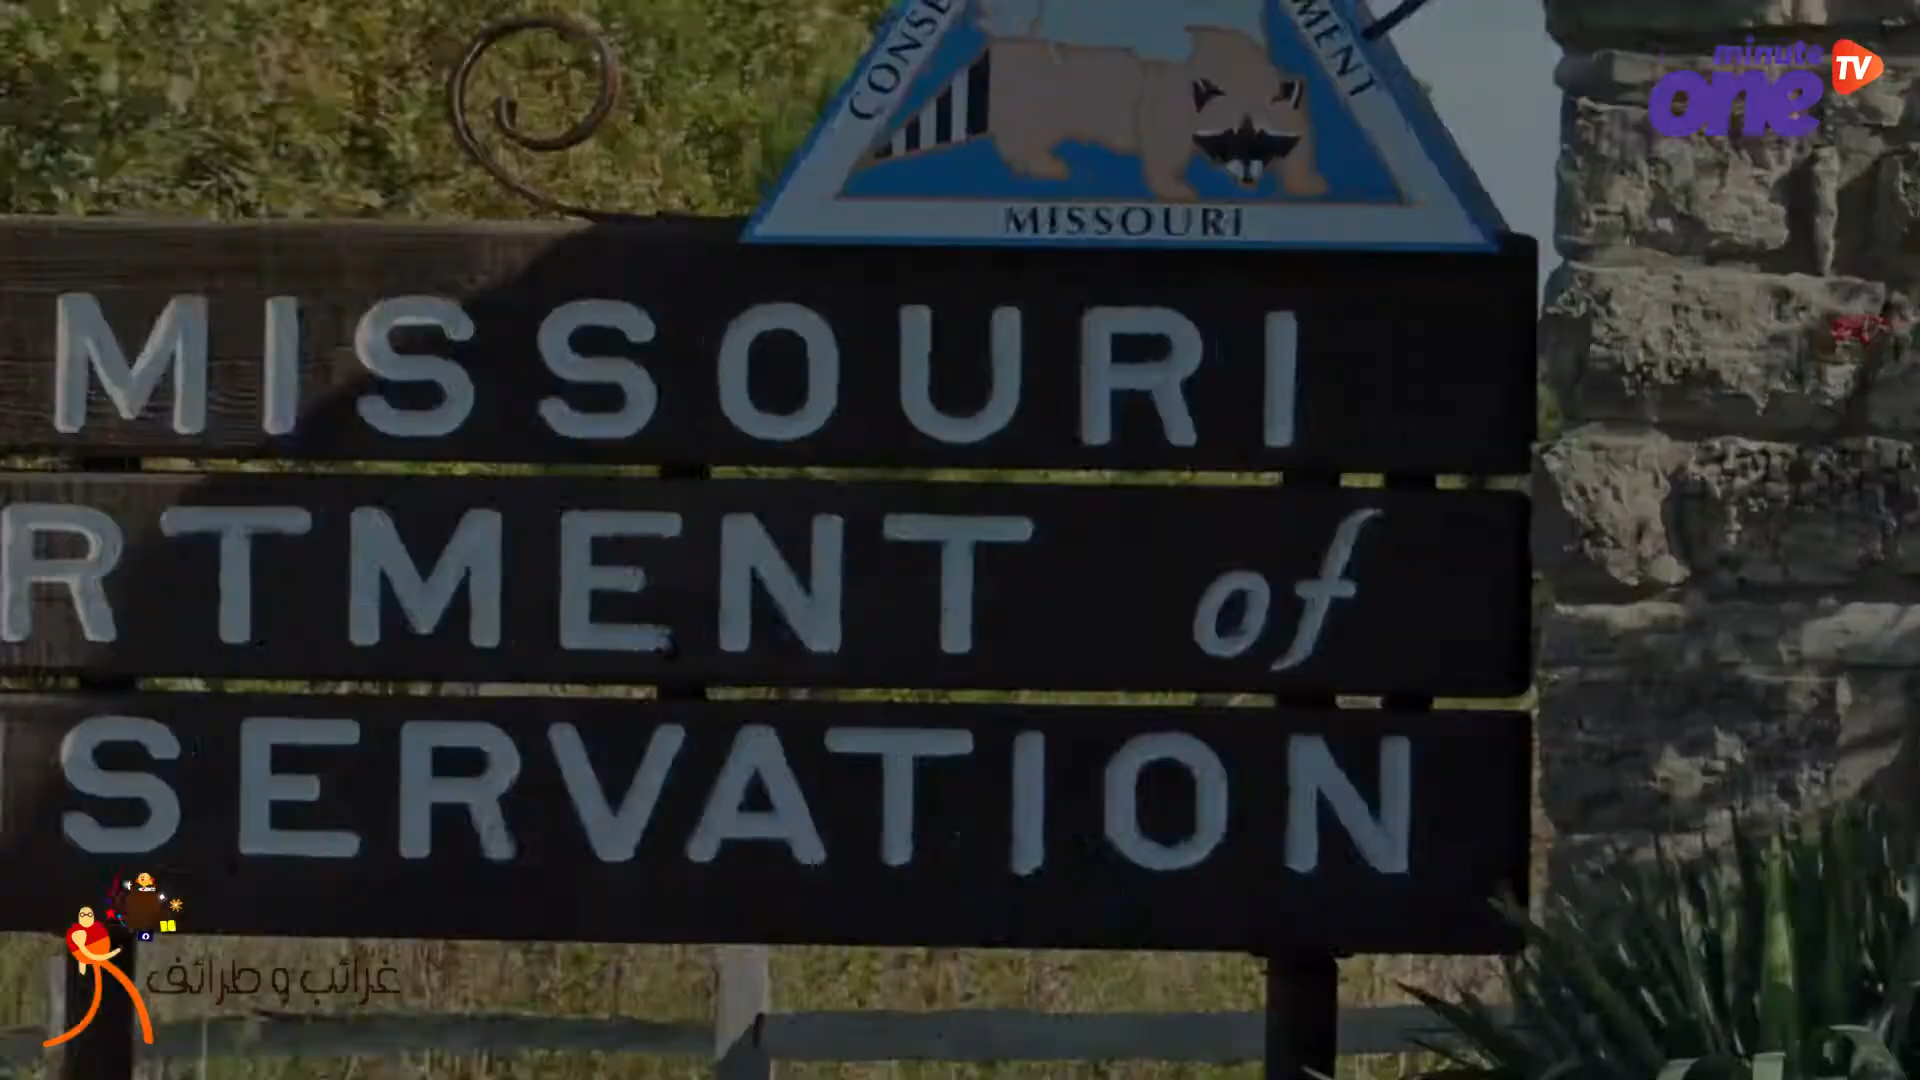 minute
one TV
CONSE MENT
MISSOURI
MISSOURI
RTMENT of
SERVATION
غرائب و طرائف